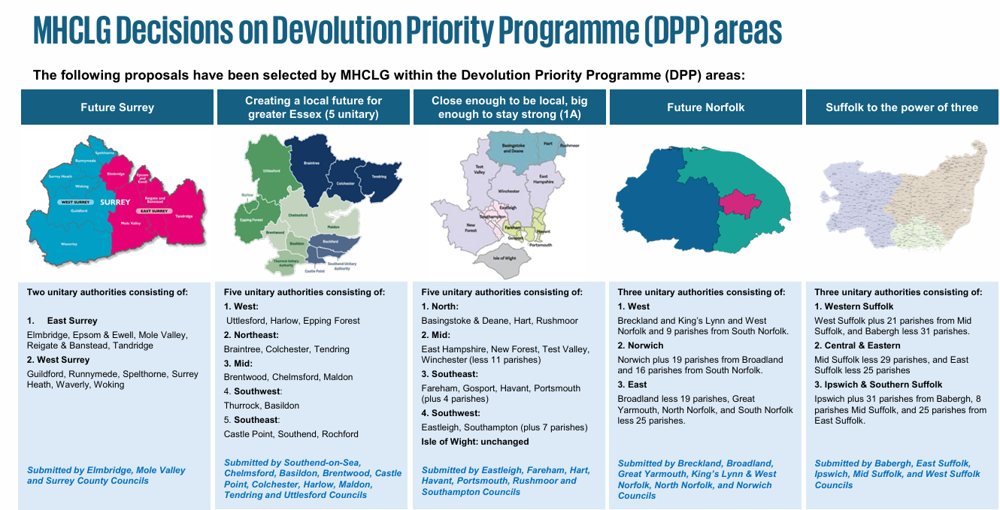 MHCLG Decisions on Devolution Priority Programme (DPP) areas
The following proposals have been selected by MHCLG within the Devolution Priority Programme (DPP) areas:
Future Surrey
Spelthorne
Runnymede
Surrey Heath
Elmbridge
Epsom
and
Ewell
Woking
WEST SURREY
SURREY
Reigate and
Banstead
Guildford
EAST SURREY
Mole Valley
Tandridge
Waverley
Two unitary authorities consisting of:
1. East Surrey
Elmbridge, Epsom & Ewell, Mole Valley,
Reigate & Banstead, Tandridge
2. West Surrey
Guildford, Runnymede, Spelthorne, Surrey
Heath, Waverly, Woking
Submitted by Elmbridge, Mole Valley
and Surrey County Councils
Creating a local future for
greater Essex (5 unitary)
Uttlesford
Braintree
Colchester
Tendring
Harlow
Epping Forest
Chelmsford
Maldon
Brentwood
Basildon
Rochford
Thurrock Unitary
Authority
Castle Point
Southend Unitary
Authority
Five unitary authorities consisting of:
1. West:
Uttlesford, Harlow, Epping Forest
2. Northeast:
Braintree, Colchester, Tendring
3. Mid:
Brentwood, Chelmsford, Maldon
4. Southwest:
Thurrock, Basildon
5. Southeast:
Castle Point, Southend, Rochford
Submitted by Southend-on-Sea,
Chelmsford, Basildon, Brentwood, Castle
Point, Colchester, Harlow, Maldon,
Tendring and Uttlesford Councils
Close enough to be local, big
enough to stay strong (1A)
Basingstoke
and Deane
Hart
Rushmoor
Test
Valley
East
Hampshire
Winchester
Eastleigh
Southampton
New
Forest
Fareham
Gosport
Havant
Portsmouth
Isle of Wight
Five unitary authorities consisting of:
1. North:
Basingstoke & Deane, Hart, Rushmoor
2. Mid:
East Hampshire, New Forest, Test Valley,
Winchester (less 11 parishes)
3. Southeast:
Fareham, Gosport, Havant, Portsmouth
(plus 4 parishes)
4. Southwest:
Eastleigh, Southampton (plus 7 parishes)
Isle of Wight: unchanged
Submitted by Eastleigh, Fareham, Hart,
Havant, Portsmouth, Rushmoor and
Southampton Councils
Future Norfolk
Three unitary authorities consisting of:
1. West
Breckland and King's Lynn and West
Norfolk and 9 parishes from South Norfolk.
2. Norwich
Norwich plus 19 parishes from Broadland
and 16 parishes from South Norfolk.
3. East
Broadland less 19 parishes, Great
Yarmouth, North Norfolk, and South Norfolk
less 25 parishes.
Submitted by Breckland, Broadland,
Great Yarmouth, King's Lynn & West
Norfolk, North Norfolk, and Norwich
Councils
Suffolk to the power of three
Three unitary authorities consisting of:
1. Western Suffolk
West Suffolk plus 21 parishes from Mid
Suffolk, and Babergh less 31 parishes.
2. Central & Eastern
Mid Suffolk less 29 parishes, and East
Suffolk less 25 parishes
3. Ipswich & Southern Suffolk
Ipswich plus 31 parishes from Babergh, 8
parishes Mid Suffolk, and 25 parishes from
East Suffolk.
Submitted by Babergh, East Suffolk,
Ipswich, Mid Suffolk, and West Suffolk
Councils